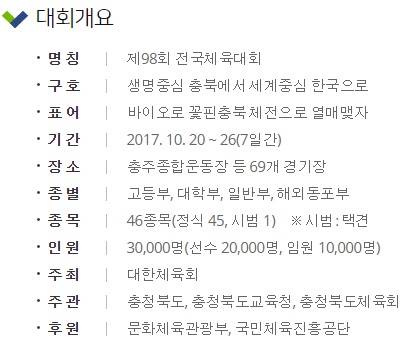 대회개요
· 명 칭 | 제98회 전국체육대회
· 구 호 | 생명중심 충북에서 세계중심 한국으로
· 표 어 | 바이오로 꽃핀충북 체전으로 열매맺자
· 기 간 | 2017. 10. 20 ~ 26(7일간)
· 장 소 | 충주종합운동장 등 69개 경기장
· 종 별 | 고등부, 대학부, 일반부, 해외동포부
· 종 목 | 46종목(정식 45, 시범 1) ※ 시범 : 택견
· 인 원 | 30,000명(선수 20,000명, 임원 10,000명)
· 주 최 | 대한체육회
· 주 관 | 충청북도, 충청북도교육청, 충청북도체육회
· 후 원 | 문화체육관광부, 국민체육진흥공단